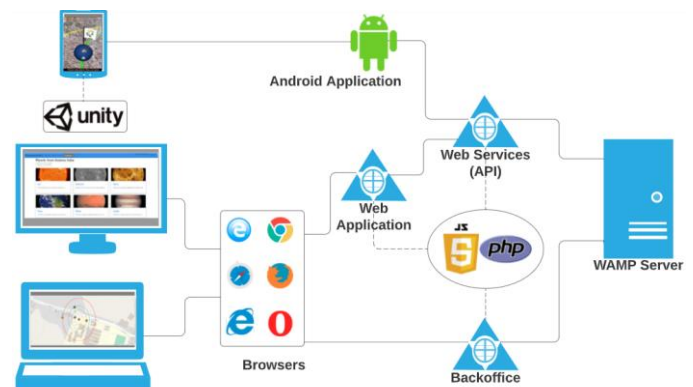 Android Application
unity
Web Services
(API)
Web
Application
JS
php
WAMP Server
Browsers
Backoffice